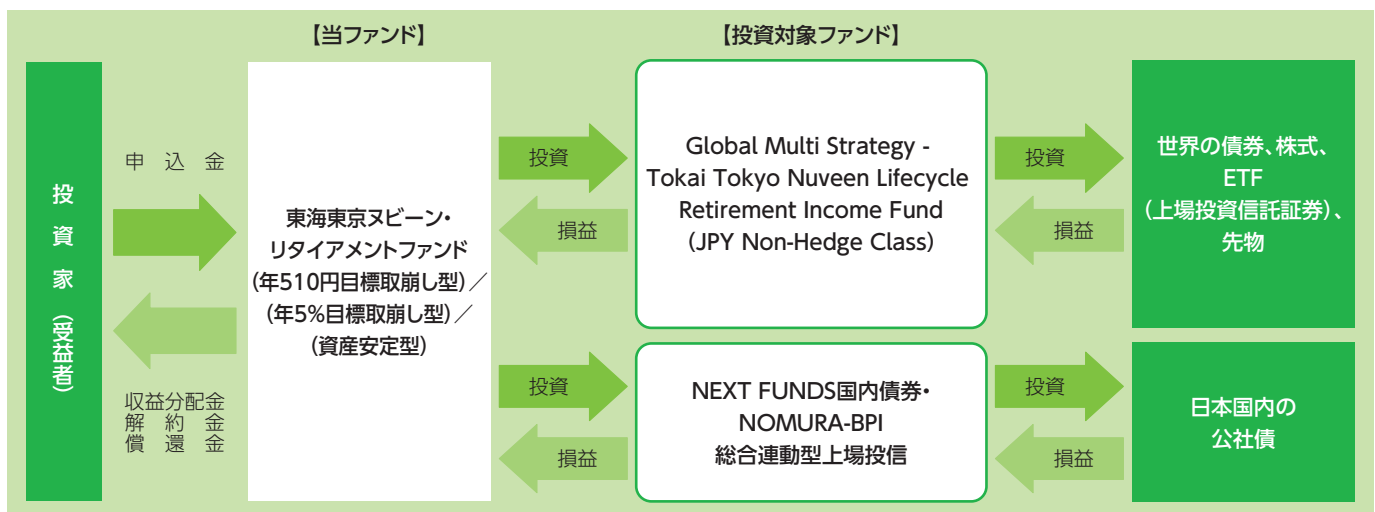 【当ファンド】
【投資対象ファンド】
投資家（受益者）
申込金
収益分配金
解約金
償還金
東海東京ヌビーン・
リタイアメントファンド
（年510円目標取崩し型）／
（年5%目標取崩し型）／
（資産安定型）
投資
損益
Global Multi Strategy -
Tokai Tokyo Nuveen Lifecycle
Retirement Income Fund
（JPY Non-Hedge Class）
投資
損益
世界の債券、株式、
ETF
（上場投資信託証券）、
先物
投資
損益
NEXT FUNDS国内債券・
NOMURA-BPI
総合連動型上場投信
投資
損益
日本国内の
公社債